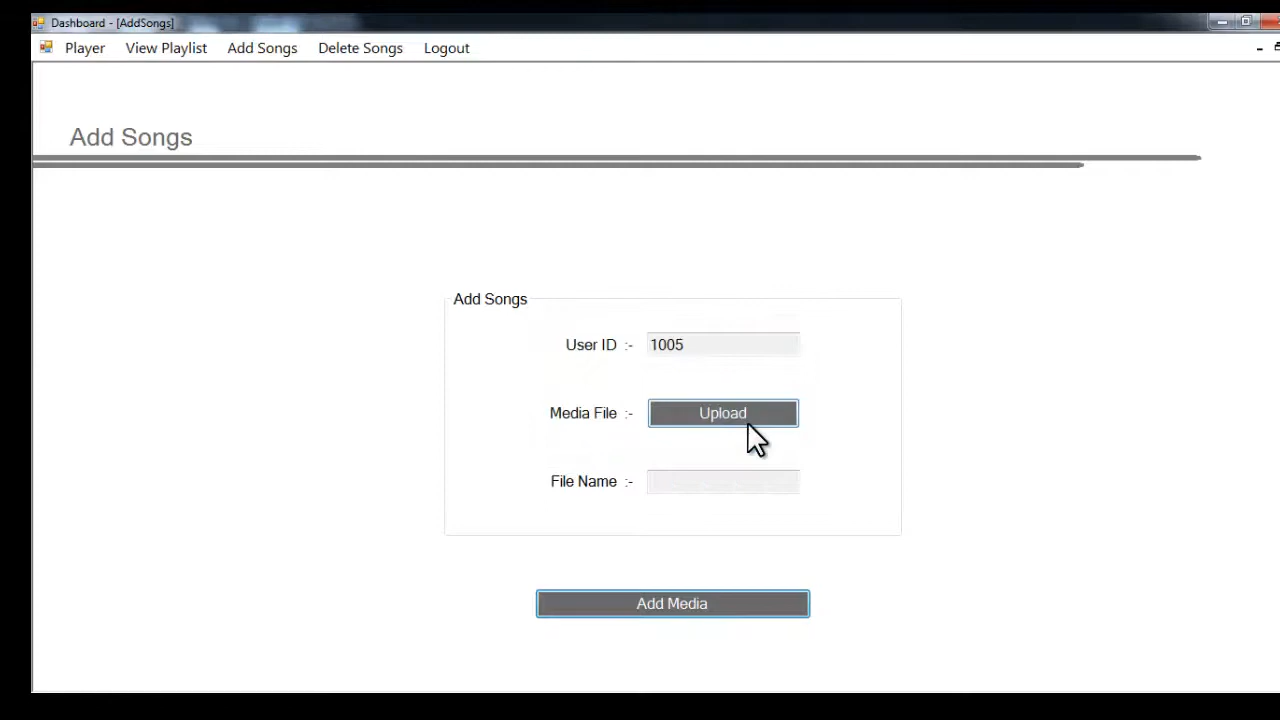 Dashboard - [AddSongs]
Player View Playlist Add Songs Delete Songs Logout
Add Songs
Add Songs
User ID :- 1005
Media File :- Upload
File Name :-
Add Media